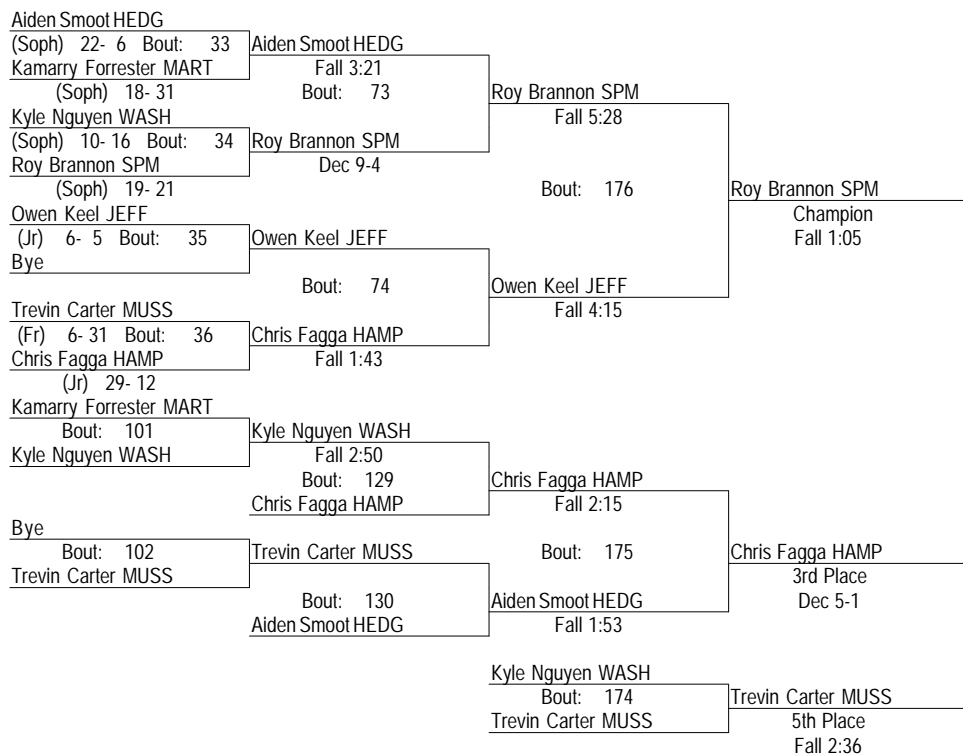 Aiden Smoot HEDG
(Soph) 22- 6 Bout: 33 Aiden Smoot HEDG
Kamarry Forrester MART Fall 3:21
(Soph) 18- 31 Bout: 73 Roy Brannon SPM
Kyle Nguyen WASH Fall 5:28
(Soph) 10- 16 Bout: 34 Roy Brannon SPM
Roy Brannon SPM Dec 9-4
(Soph) 19- 21 Bout: 176 Roy Brannon SPM
Owen Keel JEFF Champion
(Jr) 6- 5 Bout: 35 Owen Keel JEFF Fall 1:05
Bye
Bout: 74 Owen Keel JEFF
Trevin Carter MUSS Fall 4:15
(Fr) 6- 31 Bout: 36 Chris Fagga HAMP
Chris Fagga HAMP Fall 1:43
(Jr) 29- 12
Kamarry Forrester MART
Bout: 101 Kyle Nguyen WASH
Kyle Nguyen WASH Fall 2:50
Bout: 129 Chris Fagga HAMP
Chris Fagga HAMP Fall 2:15
Bye
Bout: 102 Trevin Carter MUSS Bout: 175 Chris Fagga HAMP
Trevin Carter MUSS 3rd Place
Bout: 130 Aiden Smoot HEDG Dec 5-1
Aiden Smoot HEDG Fall 1:53
Kyle Nguyen WASH
Bout: 174 Trevin Carter MUSS
Trevin Carter MUSS 5th Place
Fall 2:36